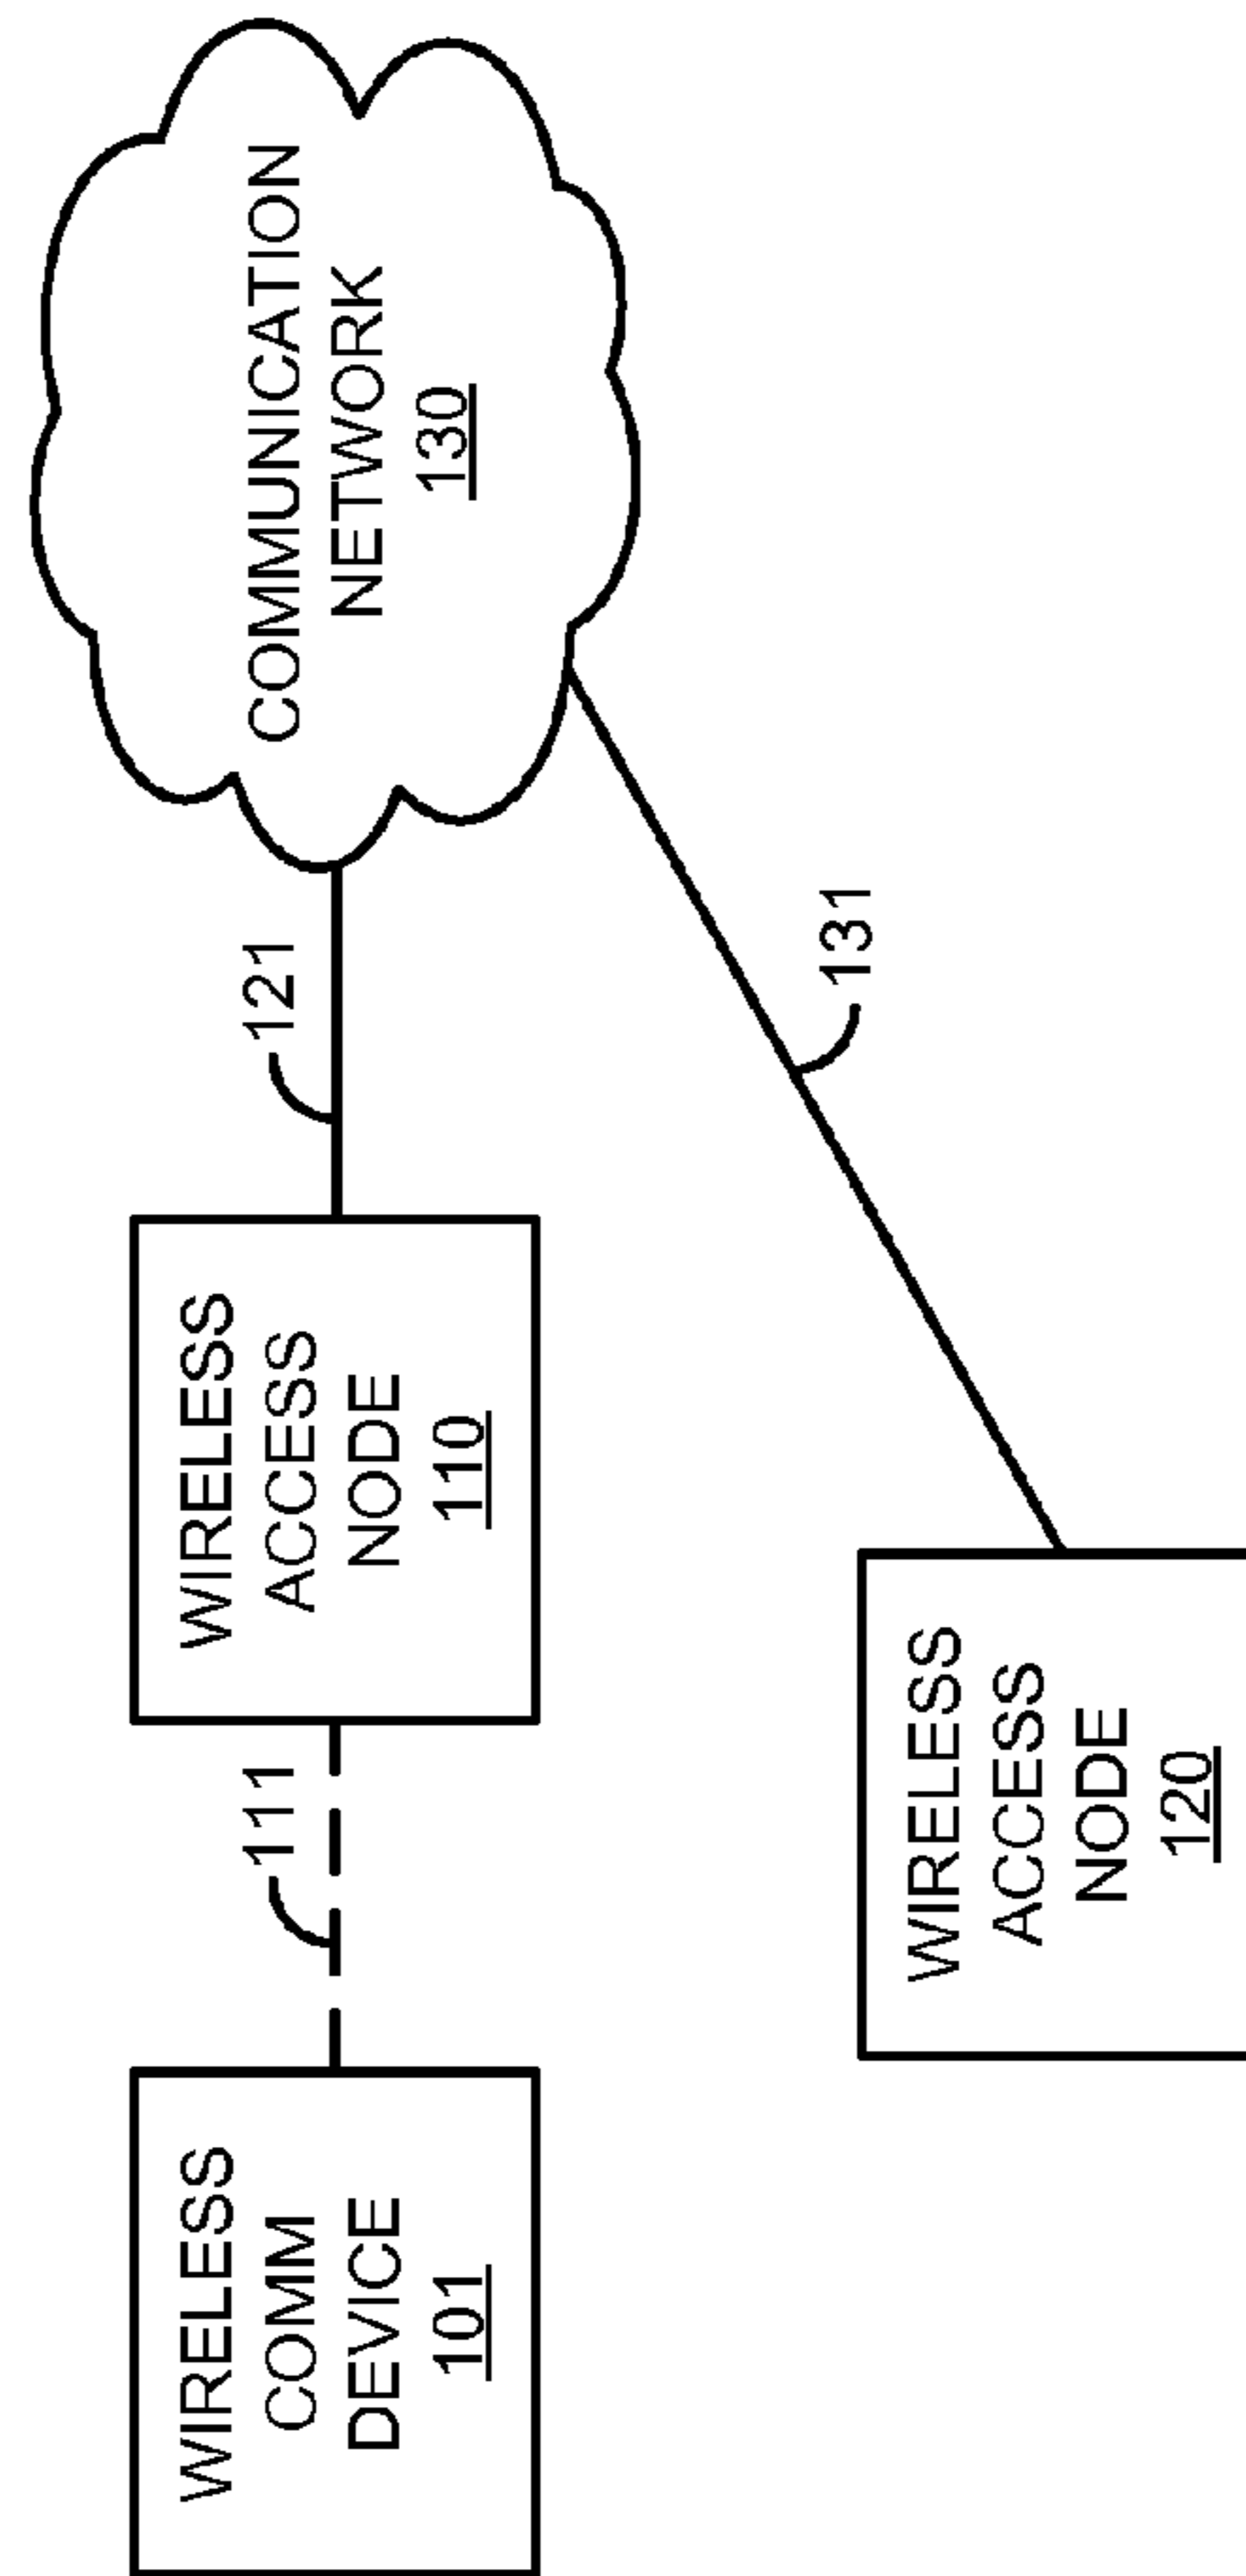 WIRELESS
COMM
DEVICE
101
111
WIRELESS
ACCESS
NODE
110
121
COMMUNICATION
NETWORK
130
WIRELESS
ACCESS
NODE
120
131